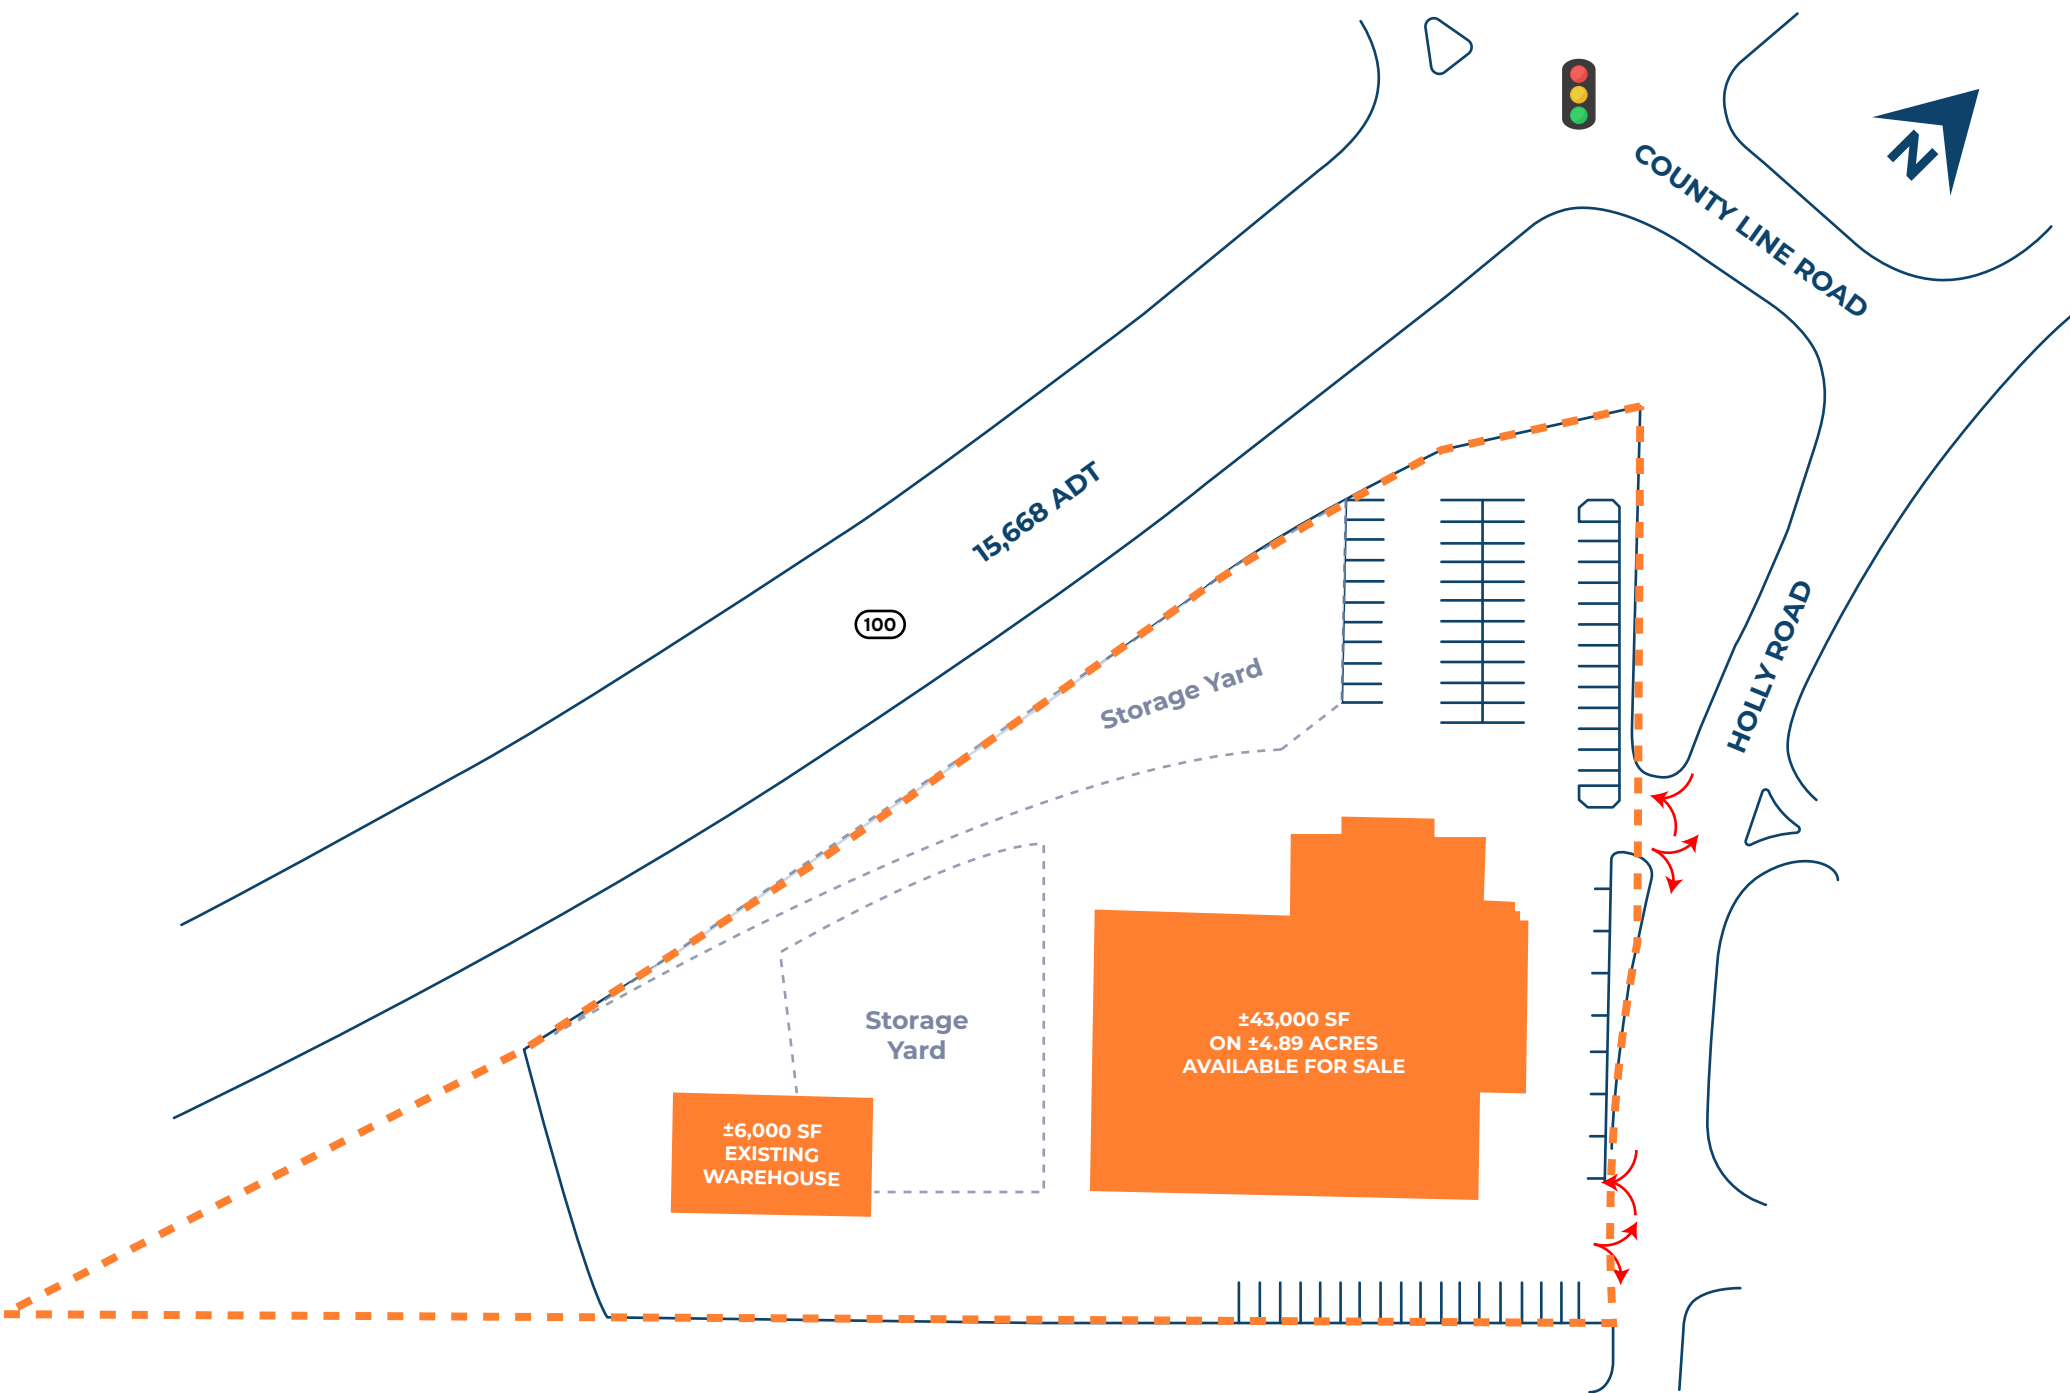 N
COUNTY LINE ROAD
15,668 ADT
100
HOLLY ROAD
Storage Yard
Storage
Yard
±43,000 SF
ON ±4.89 ACRES
AVAILABLE FOR SALE
±6,000 SF
EXISTING
WAREHOUSE